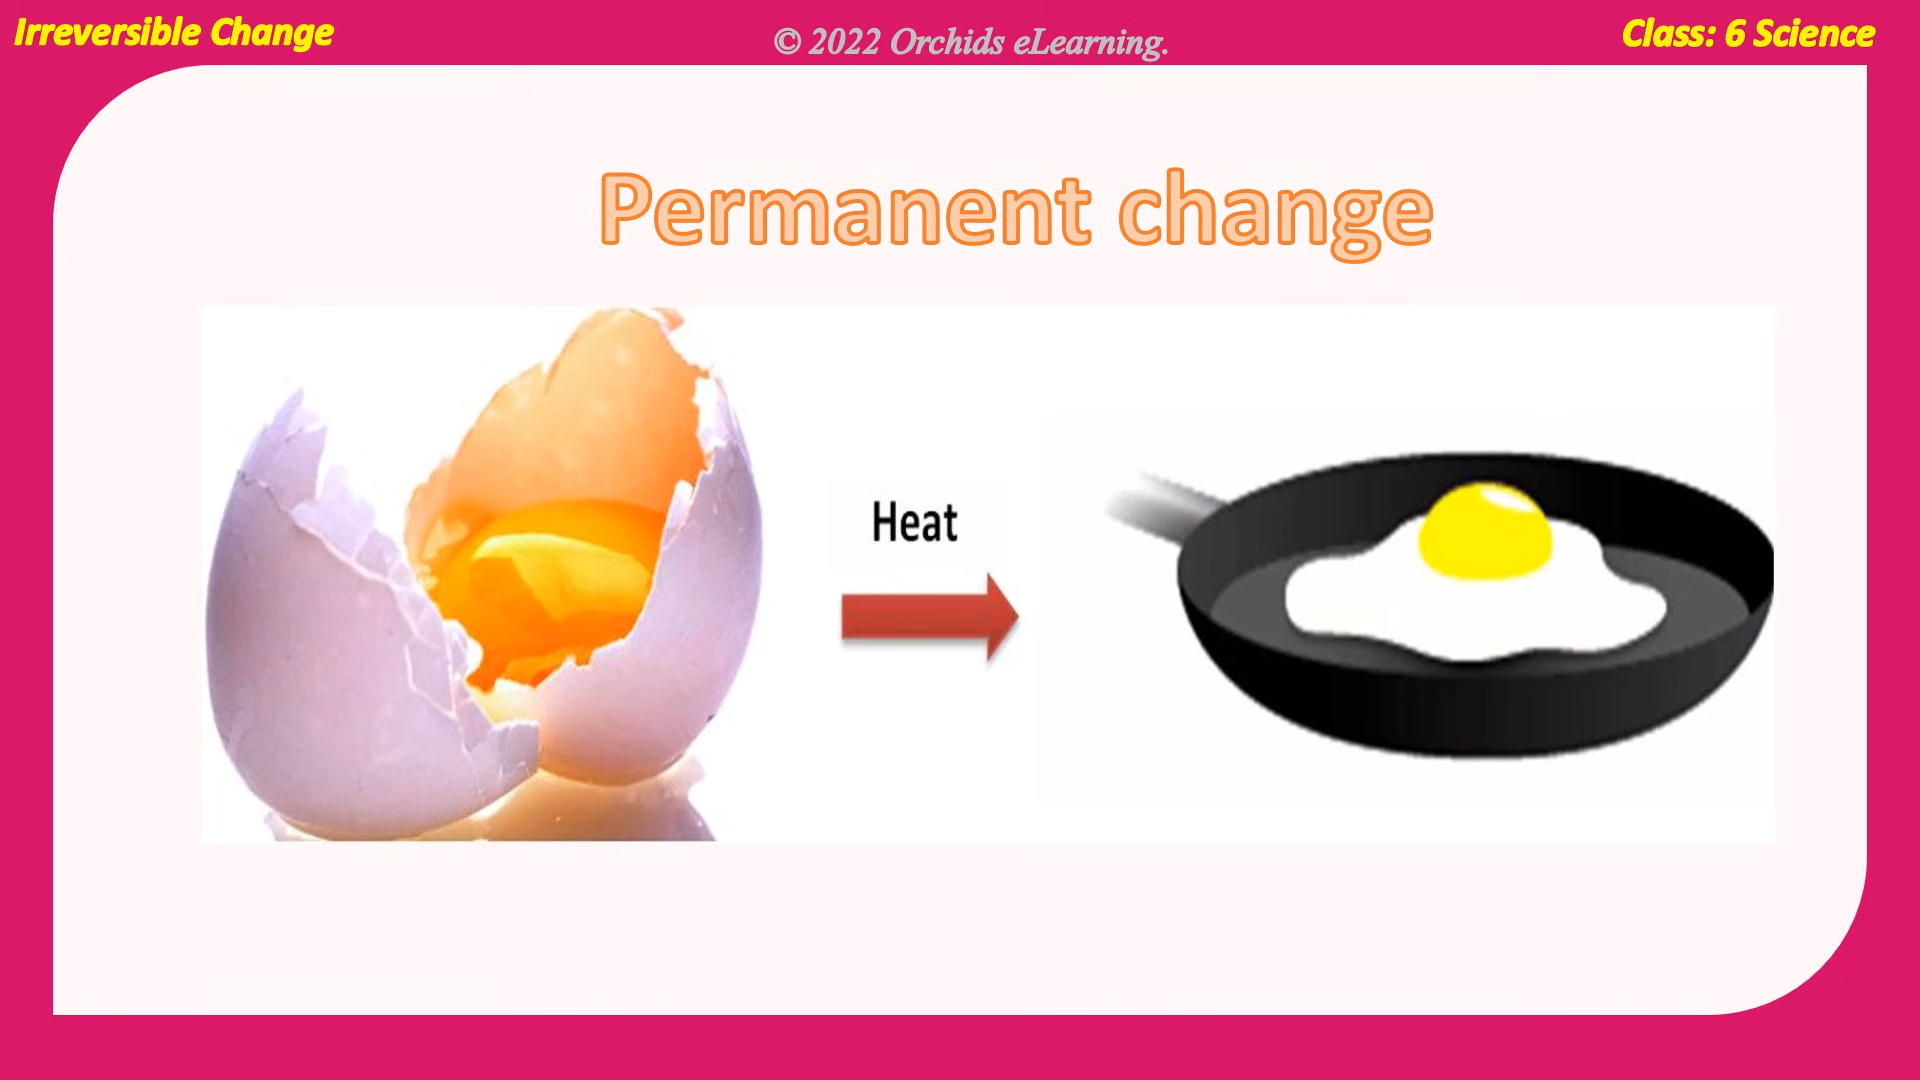 Irreversible Change
© 2022 Orchids eLearning.
Class: 6 Science
Permanent change
Heat